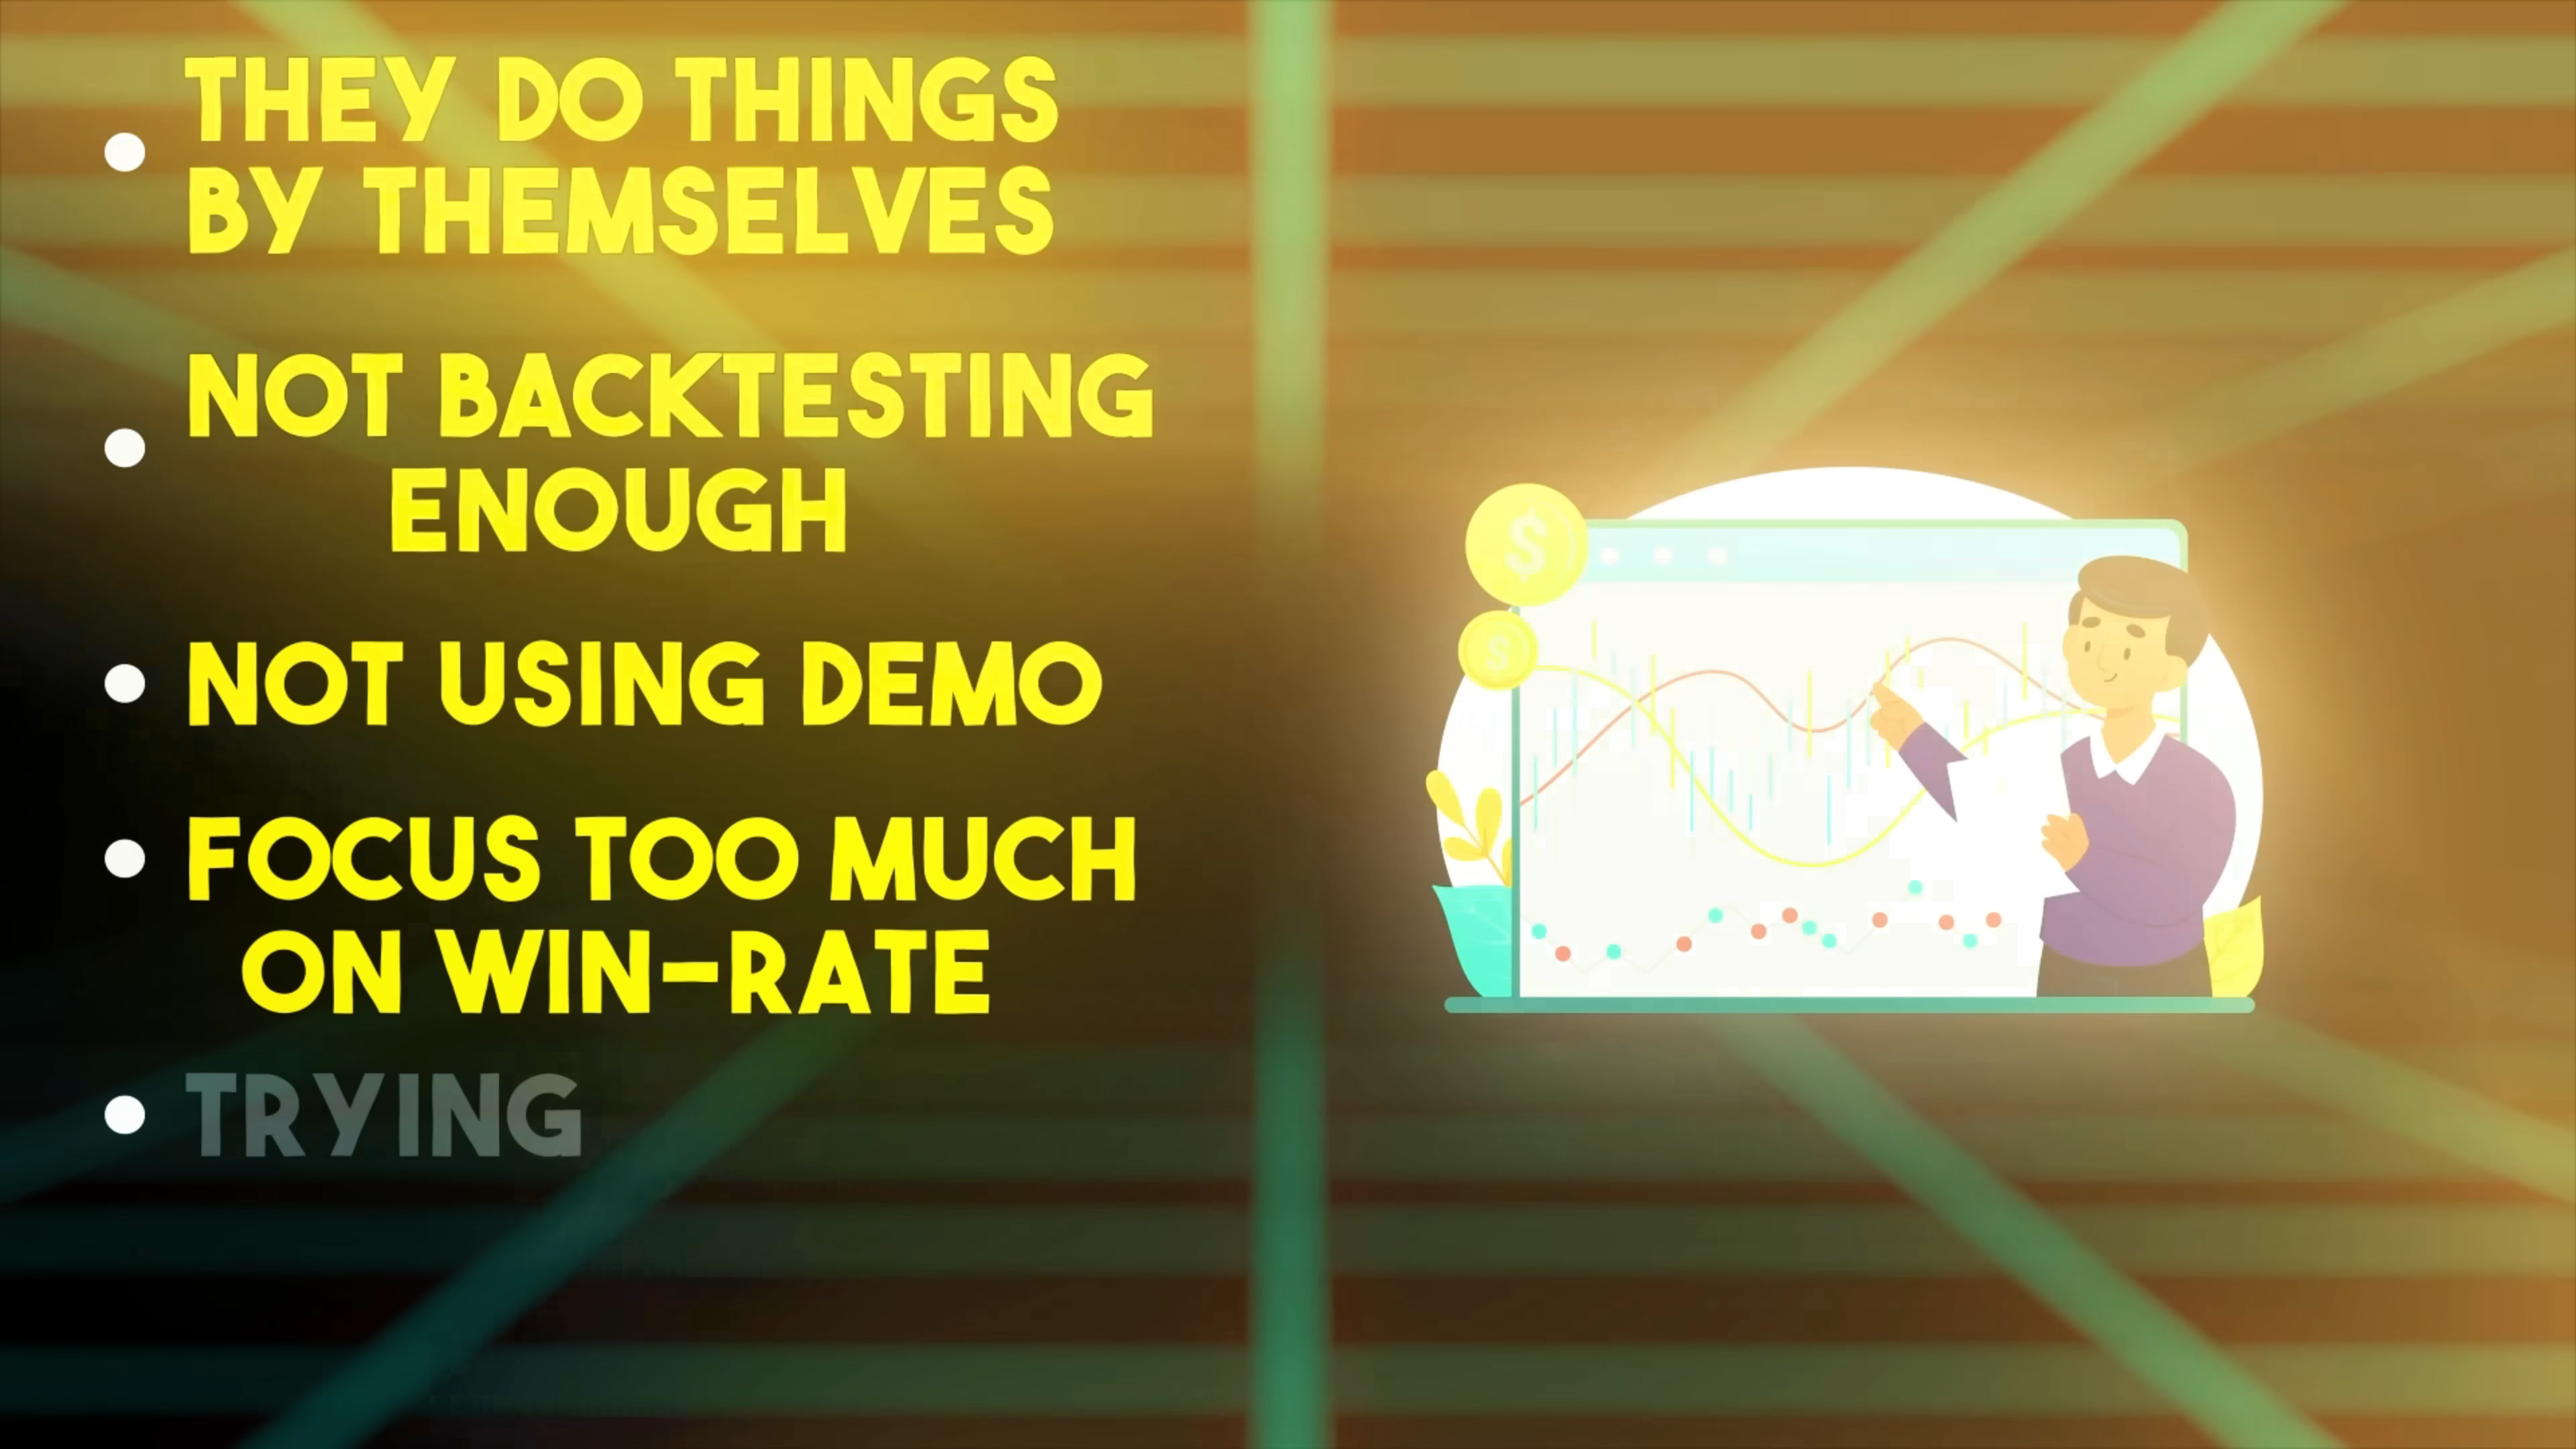 THEY DO THINGS
BY THEMSELVES
NOT BACKTESTING
ENOUGH
NOT USING DEMO
FOCUS TOO MUCH
ON WIN-RATE
TRYING
$
$